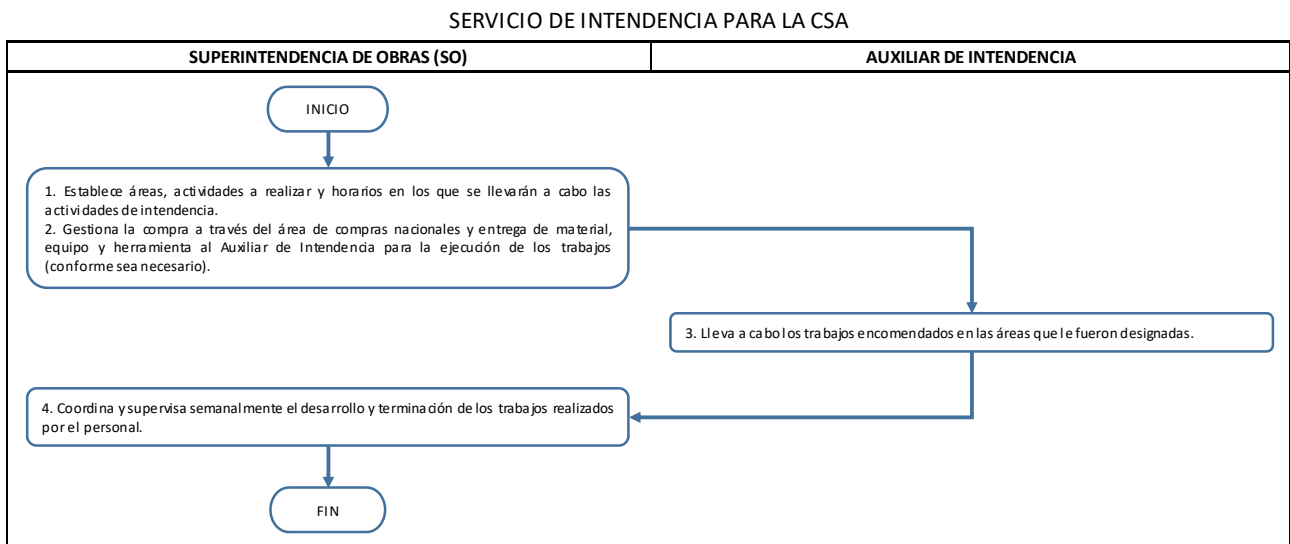 SERVICIO DE INTENDENCIA PARA LA CSA
SUPERINTENDENCIA DE OBRAS (SO)
AUXILIAR DE INTENDENCIA
INICIO
1. Establece áreas, actividades a realizar y horarios en los que se llevarán a cabo las
actividades de intendencia.
2. Gestiona la compra a través del área de compras nacionales y entrega de material,
equipo y herramienta al Auxiliar de Intendencia para la ejecución de los trabajos
(conforme sea necesario).
3. Lleva a cabo los trabajos encomendados en las áreas que le fueron designadas.
4. Coordina y supervisa semanalmente el desarrollo y terminación de los trabajos realizados
por el personal.
FIN